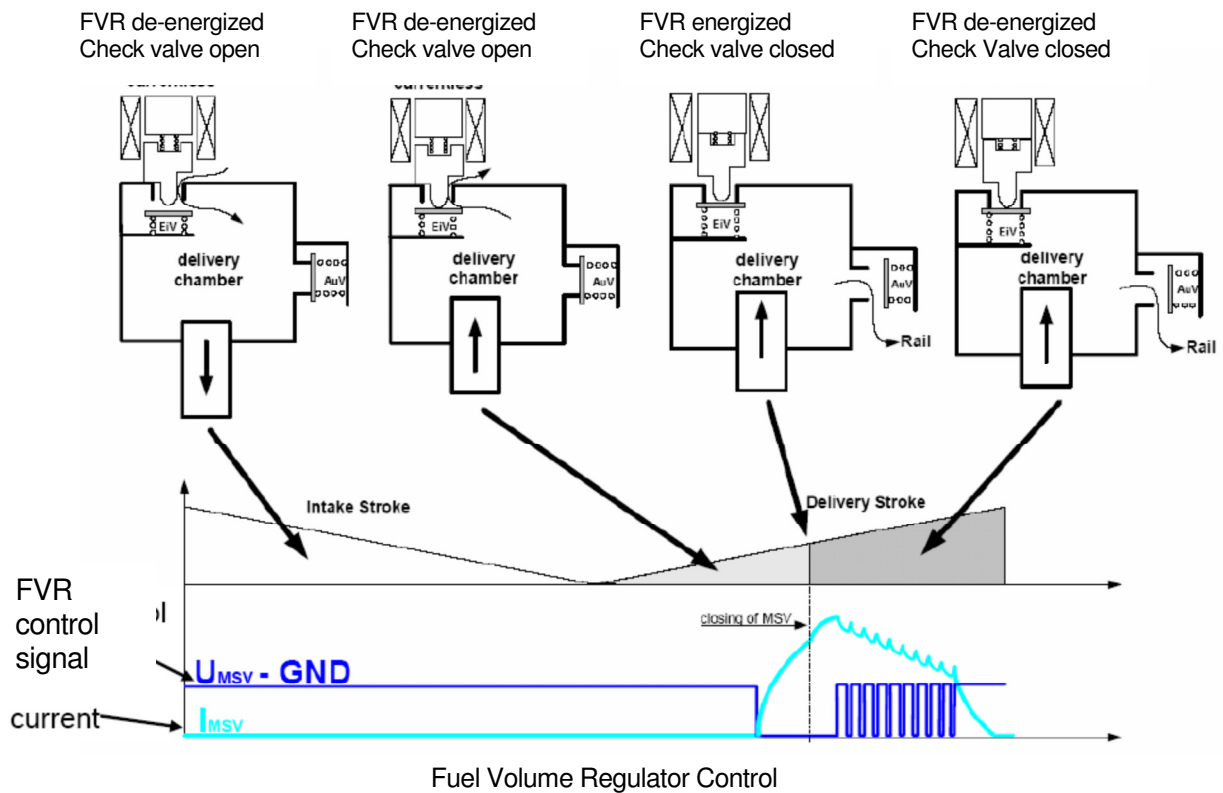 FVR de-energized
Check valve open
FVR de-energized
Check valve open
FVR energized
Check valve closed
FVR de-energized
Check Valve closed
EiV
delivery
chamber
AuV
EiV
delivery
chamber
AuV
EiV
delivery
chamber
AuV
Rail
EiV
delivery
chamber
AuV
Rail
Intake Stroke
Delivery Stroke
FVR
control
signal
closing of MSV
UMSV - GND
current
IMSV
Fuel Volume Regulator Control